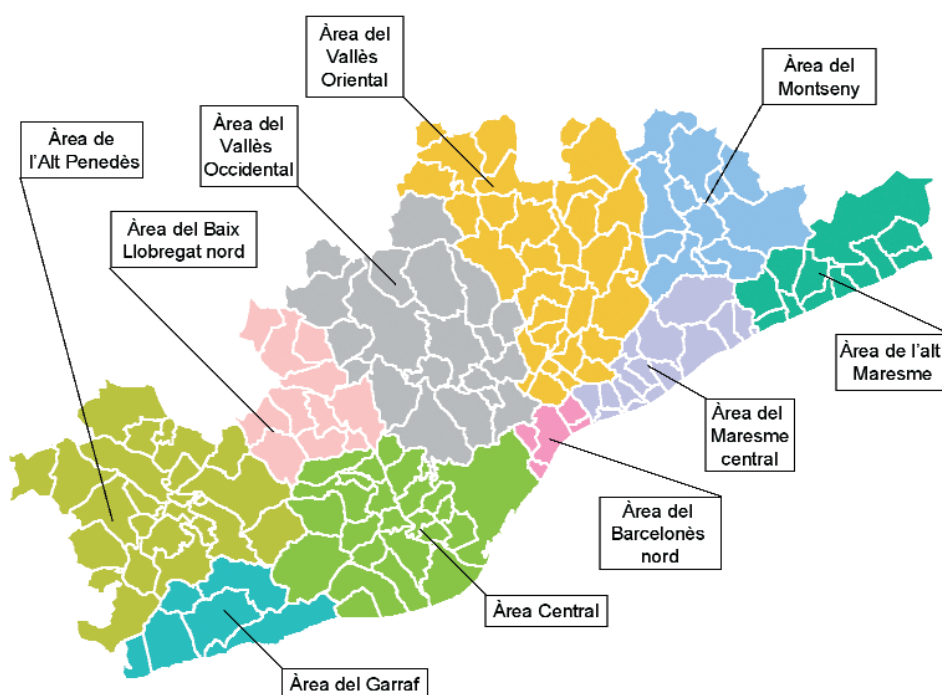 Àrea del
Vallès
Oriental
Àrea del
Montseny
Àrea del
Vallès
Occidental
Àrea de
l'Alt Penedès
Àrea del Baix
Llobregat nord
Àrea de l'alt
Maresme
Àrea del
Maresme
central
Àrea del
Barcelonès
nord
Àrea Central
Àrea del Garraf